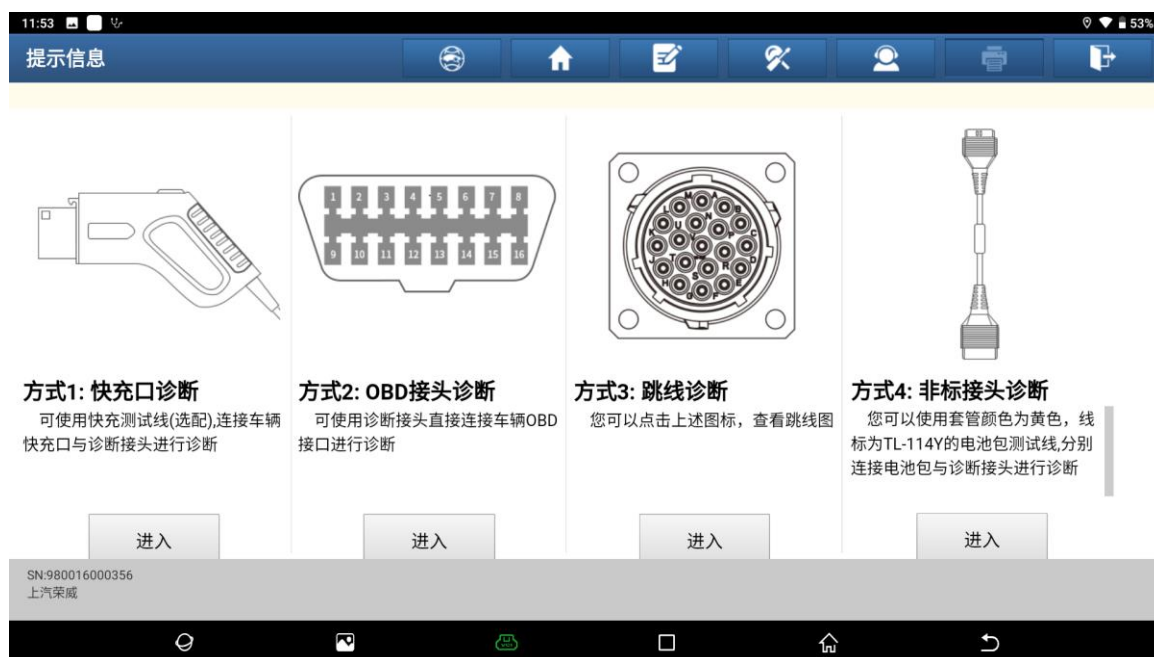 11:53
53%
提示信息
1 2 3 4 5 6 7 8
9 10 11 12 13 14 15 16
M A
L B
N
K U P C
V
J T R D
S
H E
G F
方式1: 快充口诊断
可使用快充测试线(选配),连接车辆
快充口与诊断接头进行诊断
进入
方式2: OBD接头诊断
可使用诊断接头直接连接车辆OBD
接口进行诊断
进入
方式3: 跳线诊断
您可以点击上述图标，查看跳线图
进入
方式4: 非标接头诊断
您可以使用套管颜色为黄色，线
标为TL-114Y的电池包测试线,分别
连接电池包与诊断接头进行诊断
进入
SN:980016000356
上汽荣威
VCI